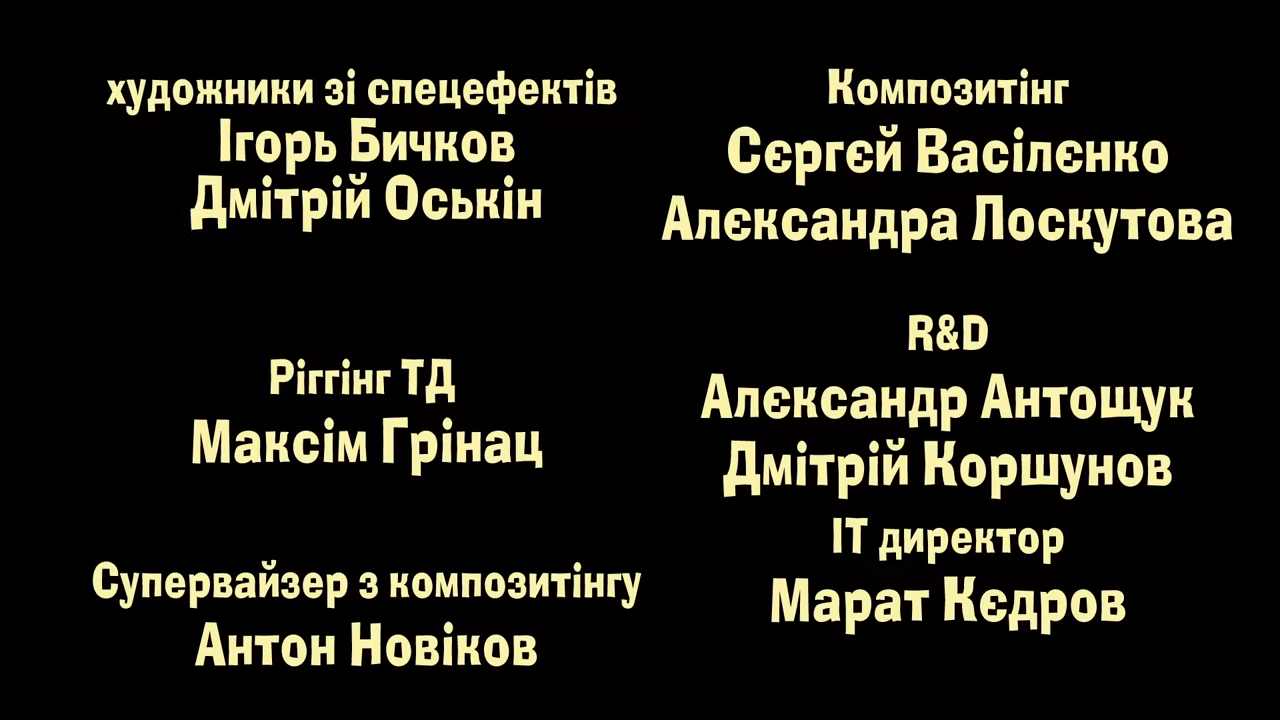 художники зі спецефектів
Ігорь Бичков
Дмітрій Оськін
Ріггінг ТД
Максім Грінац
Супервайзер з композитінгу
Антон Новіков
Композитінг
Сєргєй Васілєнко
Алєксандра Лоскутова
R&D
Алєксандр Антощук
Дмітрій Коршунов
ІТ директор
Марат Кєдров